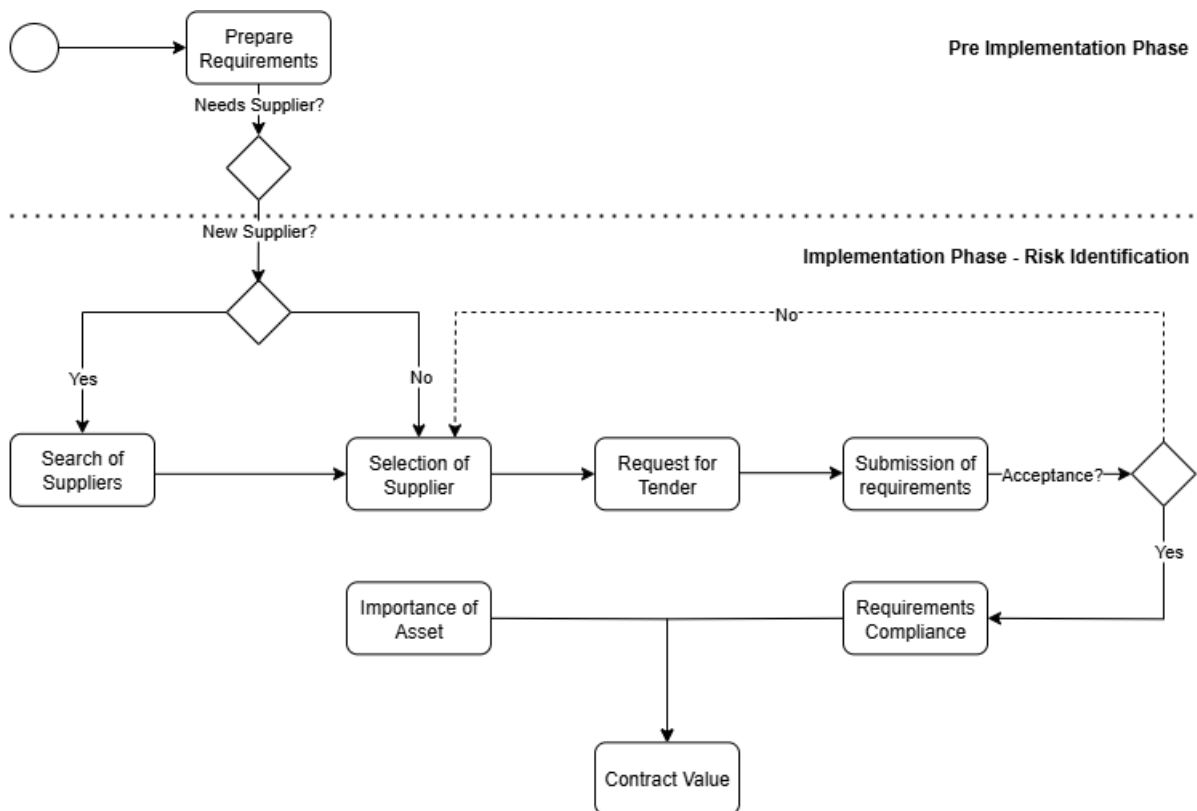 Prepare
Requirements
Pre Implementation Phase
Needs Supplier?
New Supplier?
Implementation Phase - Risk Identification
No
Yes
No
Search of
Suppliers
Selection of
Supplier
Request for
Tender
Submission of
requirements
Acceptance?
Yes
Importance of
Asset
Requirements
Compliance
Contract Value